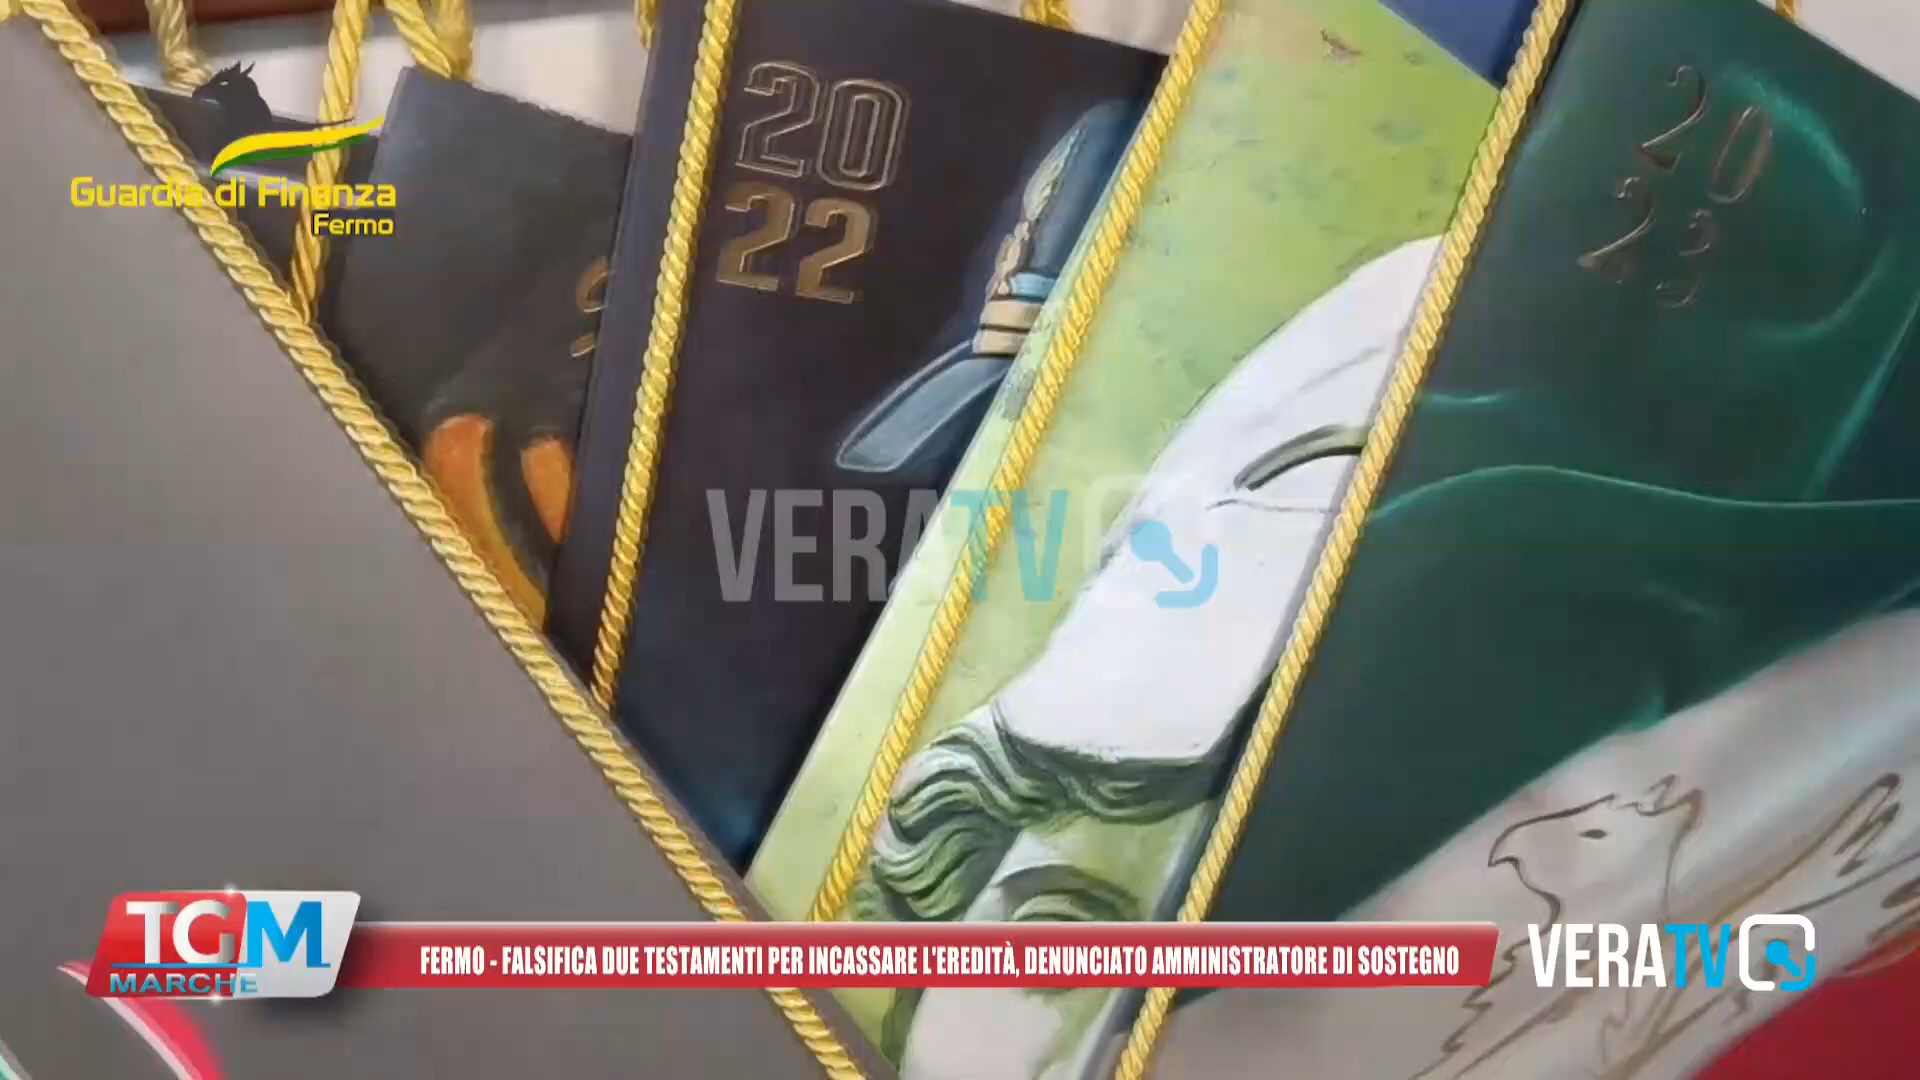 Guardia di Finanza
Fermo
20
22
20
23
VERATV
TGM
MARCHE
FERMO - FALSIFICA DUE TESTAMENTI PER INCASSARE L'EREDITÀ, DENUNCIATO AMMINISTRATORE DI SOSTEGNO
VERATV